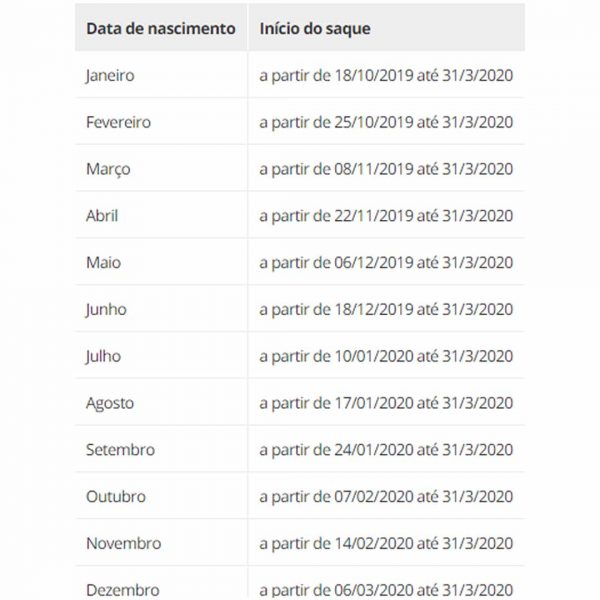 Data de nascimento Início do saque
Janeiro a partir de 18/10/2019 até 31/3/2020
Fevereiro a partir de 25/10/2019 até 31/3/2020
Março a partir de 08/11/2019 até 31/3/2020
Abril a partir de 22/11/2019 até 31/3/2020
Maio a partir de 06/12/2019 até 31/3/2020
Junho a partir de 18/12/2019 até 31/3/2020
Julho a partir de 10/01/2020 até 31/3/2020
Agosto a partir de 17/01/2020 até 31/3/2020
Setembro a partir de 24/01/2020 até 31/3/2020
Outubro a partir de 07/02/2020 até 31/3/2020
Novembro a partir de 14/02/2020 até 31/3/2020
Dezembro a partir de 06/03/2020 até 31/3/2020